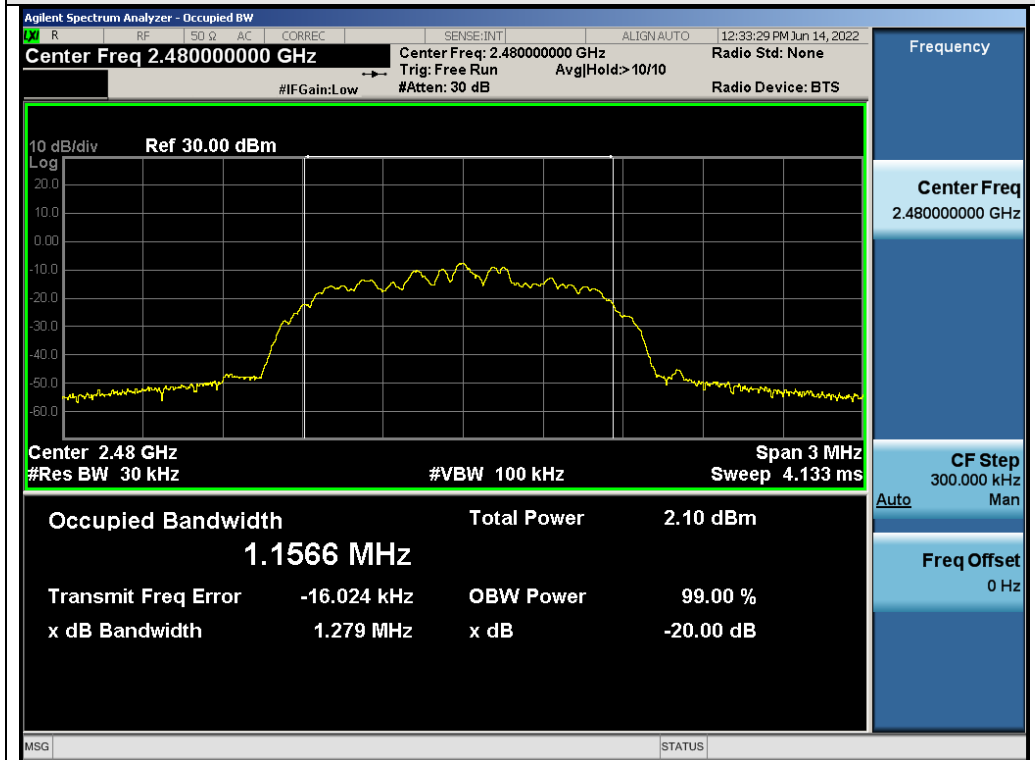 Agilent Spectrum Analyzer - Occupied BW
LXI R RF 50 Ω AC CORREC SENSE:INT ALIGN AUTO 12:33:29 PM Jun 14, 2022
Center Freq 2.480000000 GHz
Center Freq: 2.480000000 GHz
Radio Std: None
Trig: Free Run Avg|Hold:> 10/10
#IFGain:Low
#Atten: 30 dB
Radio Device: BTS
10 dB/div Ref 30.00 dBm
Log
20.0
10.0
0.00
-10.0
-20.0
-30.0
-40.0
-50.0
-60.0
Center 2.48 GHz Span 3 MHz
#Res BW 30 kHz #VBW 100 kHz Sweep 4.133 ms
Occupied Bandwidth Total Power 2.10 dBm
1.1566 MHz
Transmit Freq Error -16.024 kHz OBW Power 99.00 %
x dB Bandwidth 1.279 MHz x dB -20.00 dB
MSG STATUS
Frequency
Center Freq
2.480000000 GHz
CF Step
300.000 kHz
Auto Man
Freq Offset
0 Hz